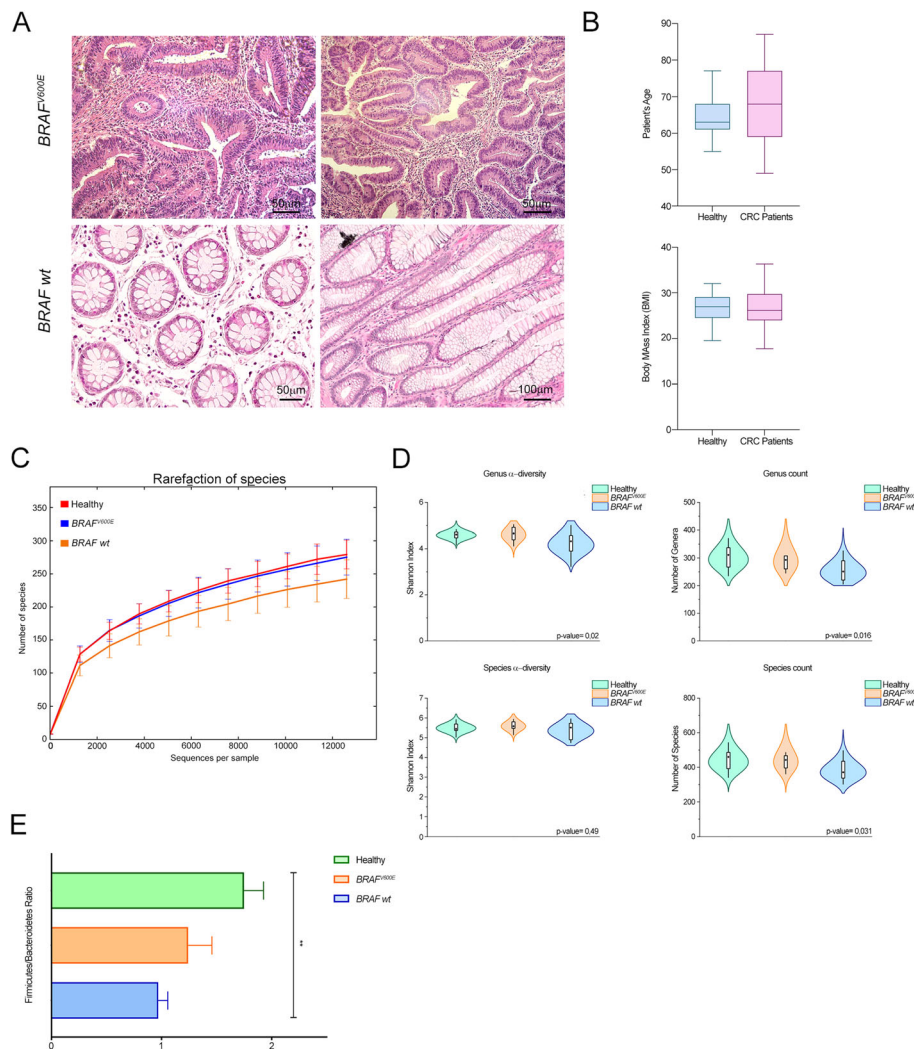 A
BRAFV600E
50μm
50μm
BRAF wt
50μm
100μm
B
Patient's Age
90
80
70
60
50
40
Healthy
CRC Patients
Body MAss Index (BMI)
40
30
20
10
0
Healthy
CRC Patients
C
Rarefaction of species
Healthy
BRAFV600E
BRAF wt
Number of species
350
300
250
200
150
100
50
0
2000
4000
6000
8000
10000
12000
Sequences per sample
D
Genus α-diversity
Healthy
BRAFV600E
BRAF wt
Shannon Index
6
4
2
0
p-value= 0,02
Genus count
Healthy
BRAFV600
BRAF wt
Number of Genera
500
400
300
200
100
0
p-value= 0,016
Species α-diversity
Healthy
BRAFV600E
BRAF wt
Shannon Index
7
6
5
4
3
2
1
0
p-value= 0,49
Species count
Healthy
BRAFV600
BRAF wt
Number of Species
800
600
400
200
0
p-value= 0,031
E
Firmicutes/Bacteroidetes Ratio
Healthy
BRAFV600E
BRAF wt
**
0
1
2